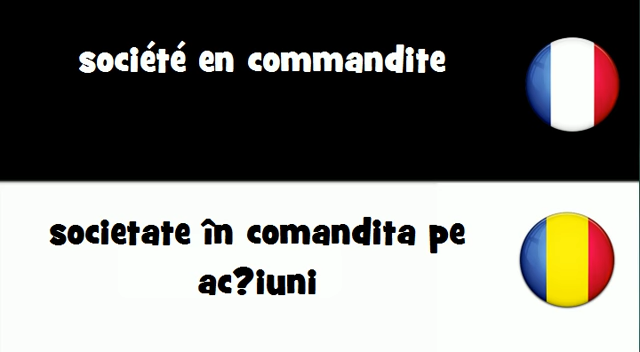 société en commandite
societate în comandita pe
ac?iuni